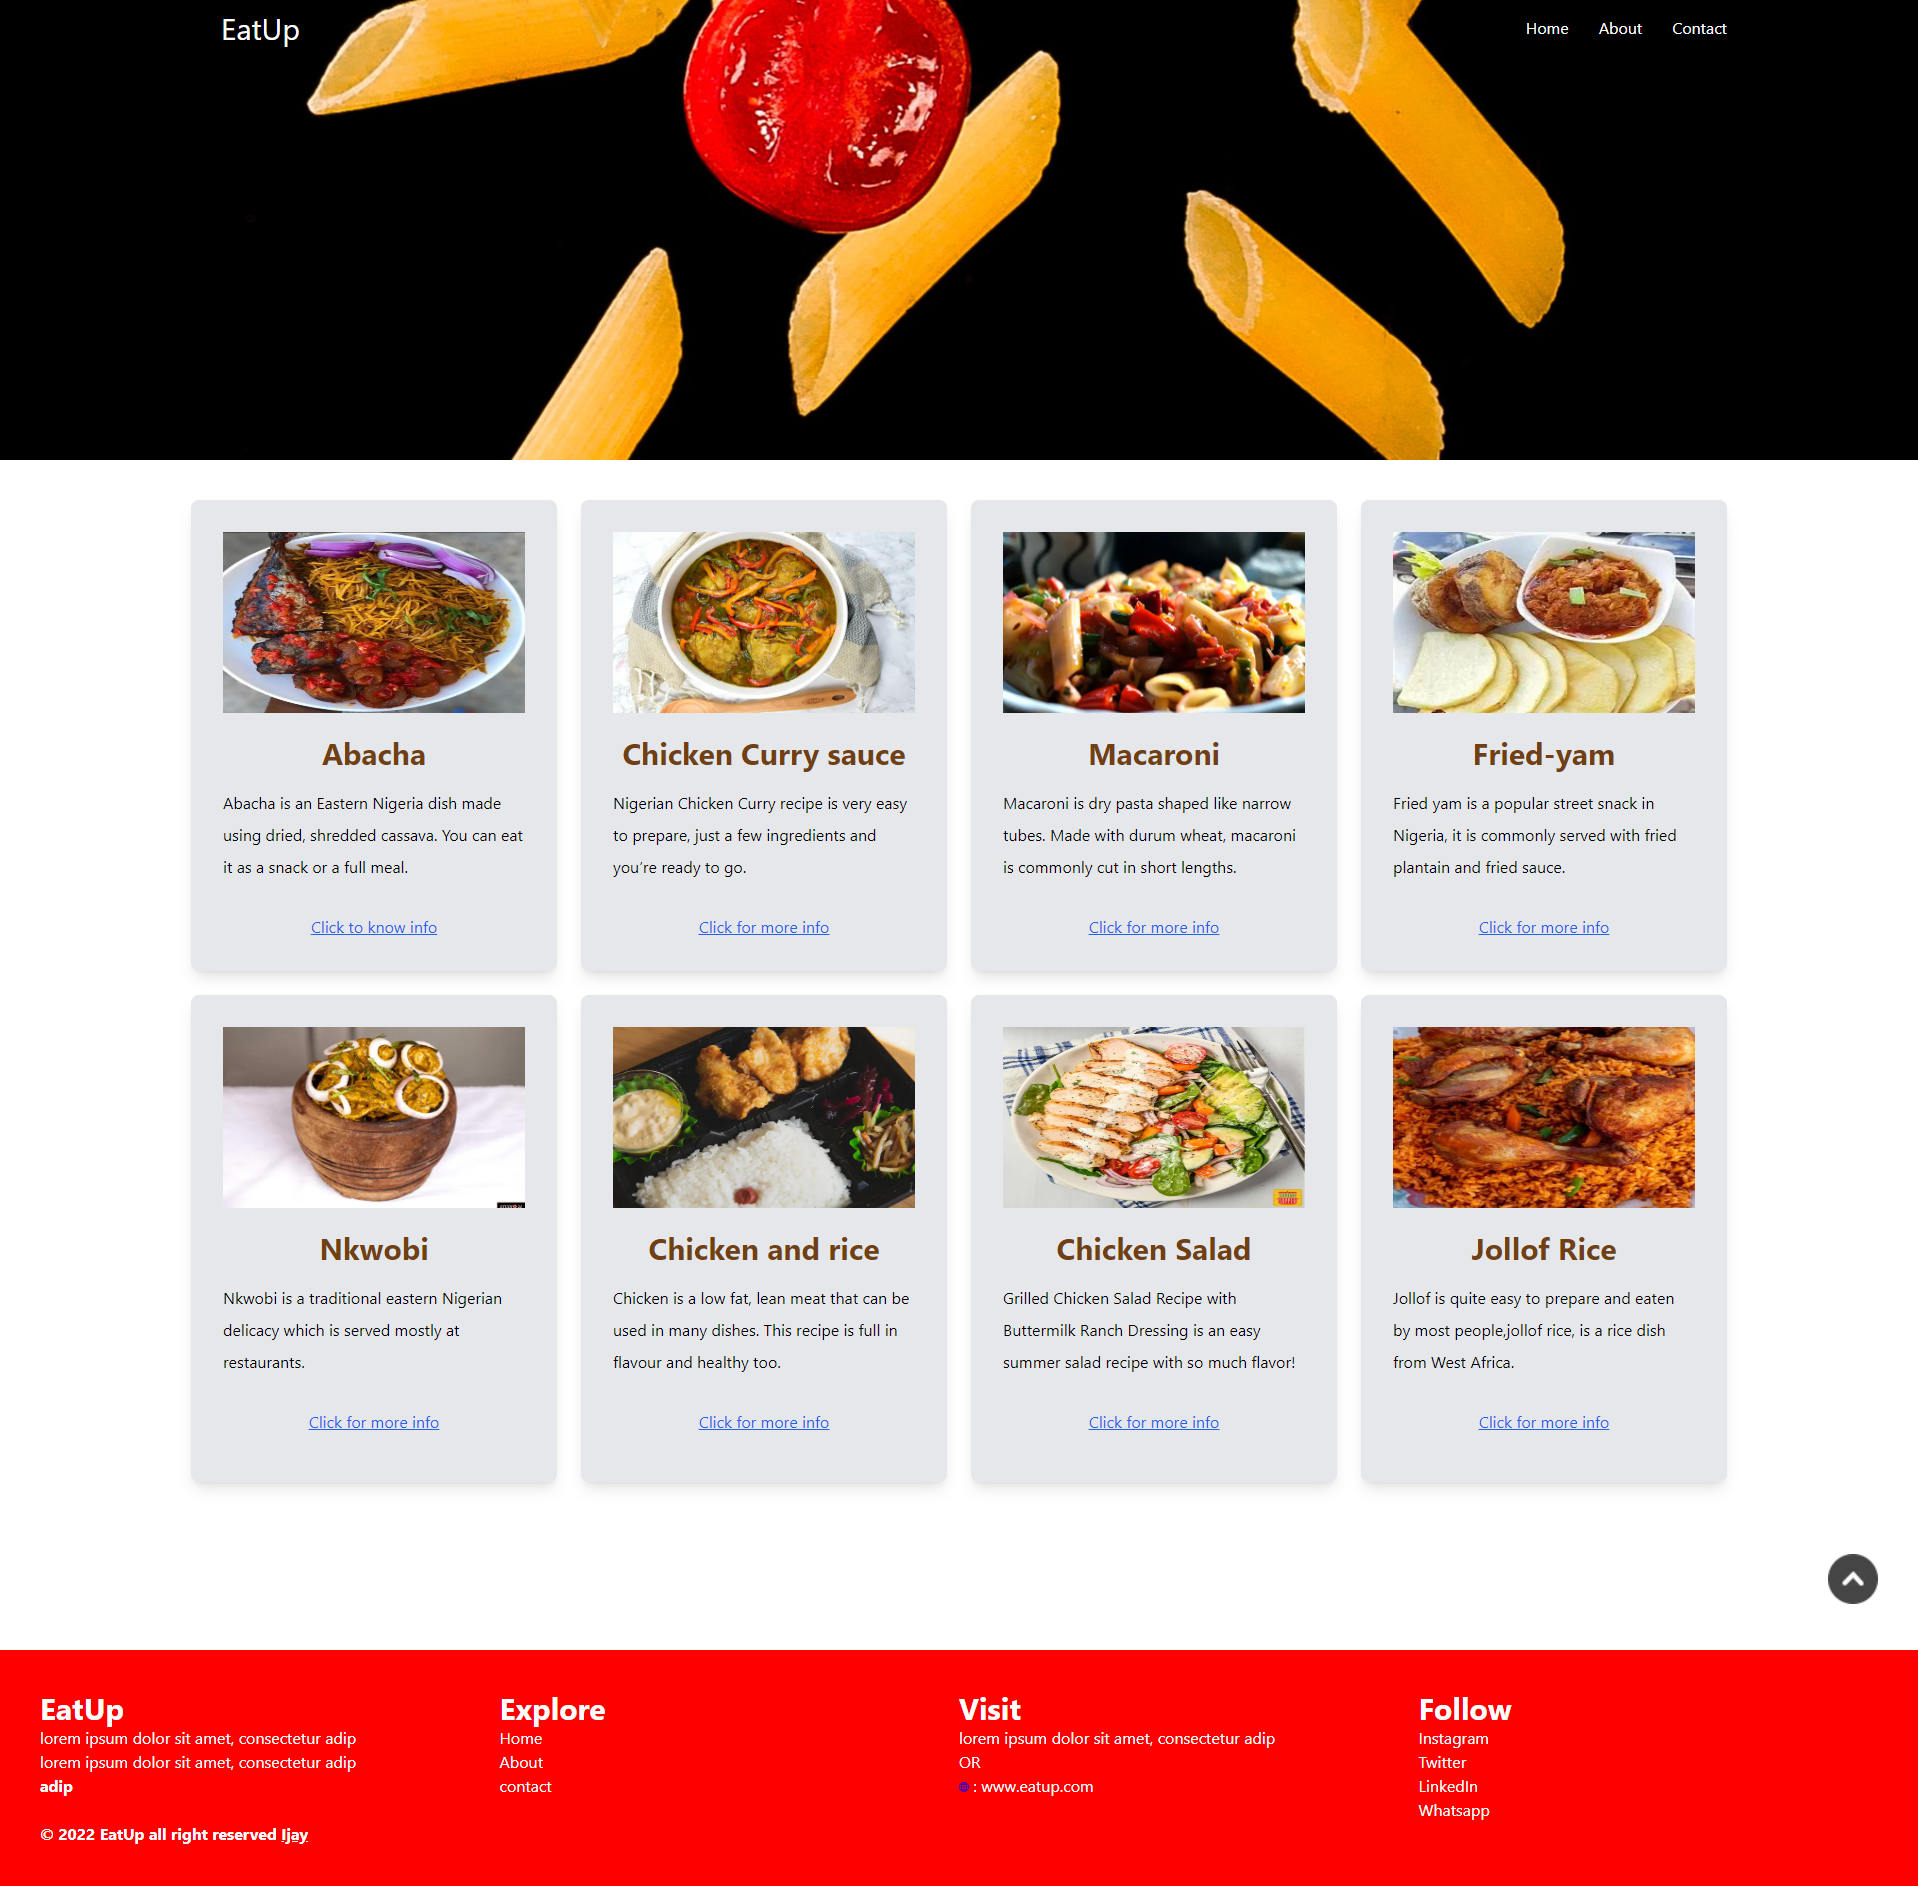 EatUp
Home About Contact
Abacha
Abacha is an Eastern Nigeria dish made
using dried, shredded cassava. You can eat
it as a snack or a full meal.
Click to know info
Chicken Curry sauce
Nigerian Chicken Curry recipe is very easy
to prepare, just a few ingredients and
you're ready to go.
Click for more info
Macaroni
Macaroni is dry pasta shaped like narrow
tubes. Made with durum wheat, macaroni
is commonly cut in short lengths.
Click for more info
Fried-yam
Fried yam is a popular street snack in
Nigeria, it is commonly served with fried
plantain and fried sauce.
Click for more info
Nkwobi
Nkwobi is a traditional eastern Nigerian
delicacy which is served mostly at
restaurants.
Click for more info
Chicken and rice
Chicken is a low fat, lean meat that can be
used in many dishes. This recipe is full in
flavour and healthy too.
Click for more info
Chicken Salad
Grilled Chicken Salad Recipe with
Buttermilk Ranch Dressing is an easy
summer salad recipe with so much flavor!
Click for more info
Jollof Rice
Jollof is quite easy to prepare and eaten
by most people,jollof rice, is a rice dish
from West Africa.
Click for more info
EatUp
lorem ipsum dolor sit amet, consectetur adip
lorem ipsum dolor sit amet, consectetur adip
adip
© 2022 EatUp all right reserved Ijay
Explore
Home
About
contact
Visit
lorem ipsum dolor sit amet, consectetur adip
OR
: www.eatup.com
Follow
Instagram
Twitter
LinkedIn
Whatsapp